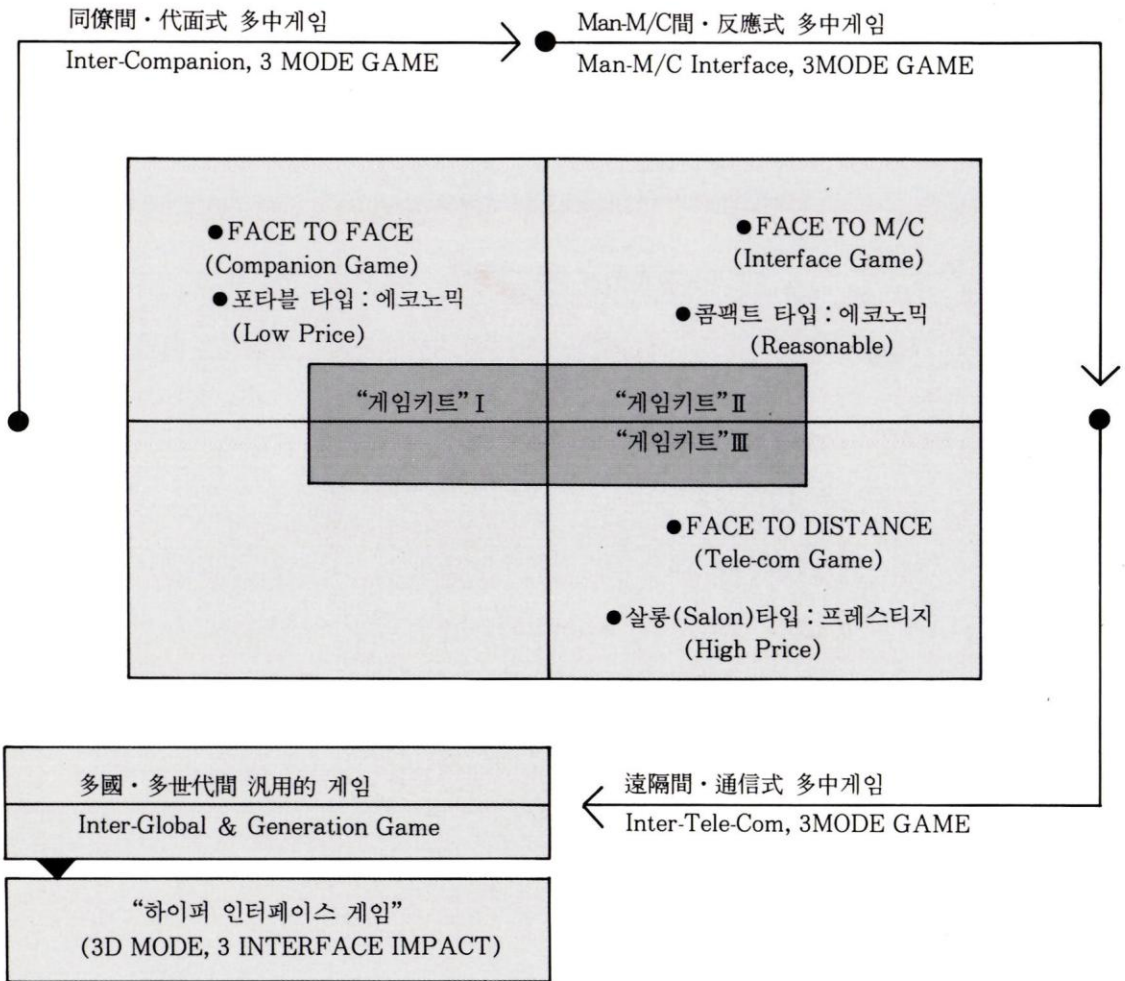 同僚間・代面式 多中게임
Inter-Companion, 3 MODE GAME
Man-M/C間・反應式 多中게임
Man-M/C Interface, 3MODE GAME
●FACE TO FACE
(Companion Game)
●포타블 타입 : 에코노믹
(Low Price)
●FACE TO M/C
(Interface Game)
●콤팩트 타입 : 에코노믹
(Reasonable)
“게임키트”Ⅰ
“게임키트”Ⅱ
“게임키트”Ⅲ
●FACE TO DISTANCE
(Tele-com Game)
●살롱(Salon)타입 : 프레스티지
(High Price)
遠隔間・通信式 多中게임
Inter-Tele-Com, 3MODE GAME
多國・多世代間 汎用的 게임
Inter-Global & Generation Game
“하이퍼 인터페이스 게임”
(3D MODE, 3 INTERFACE IMPACT)